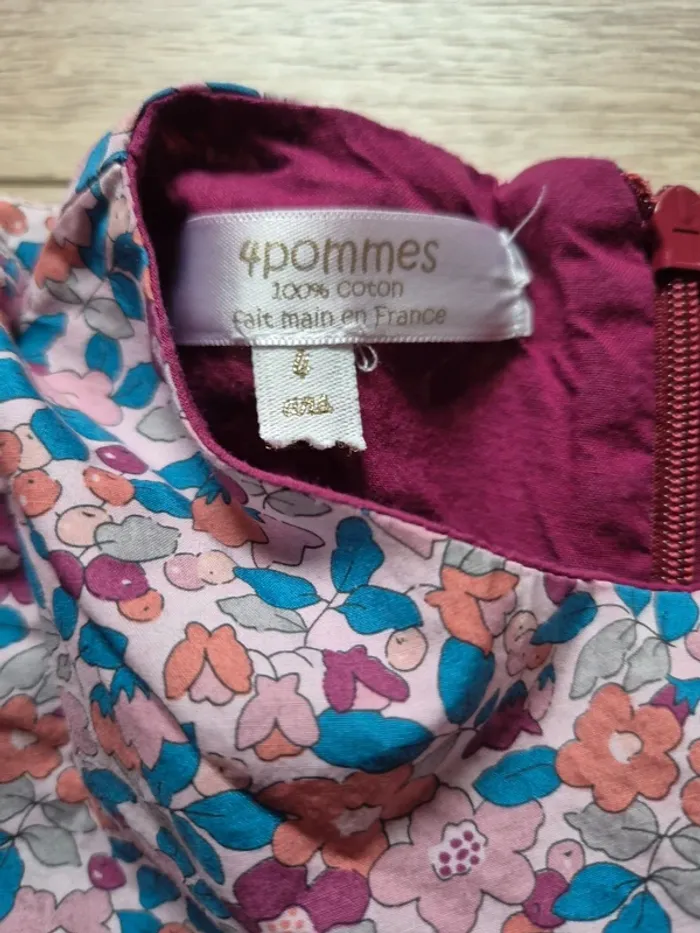 4pommes
100% coton
fait main en France
4
ans